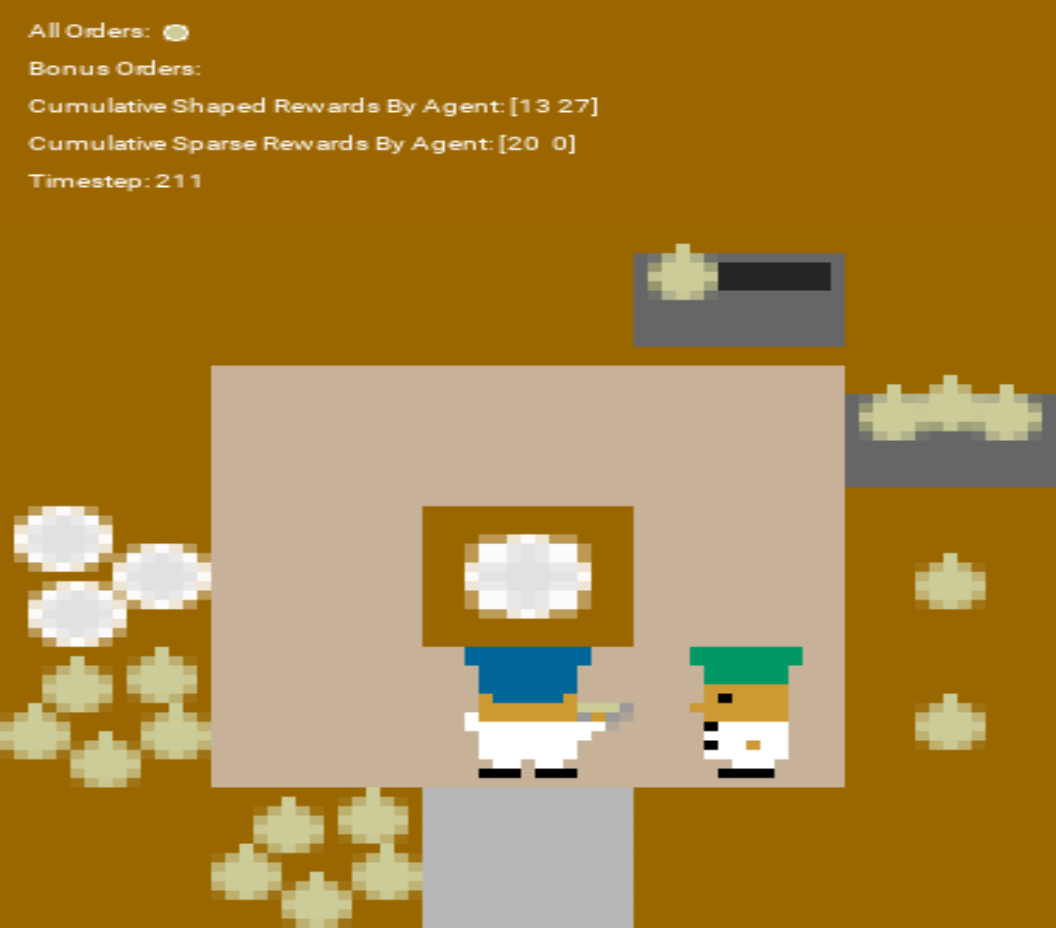 All Orders:
Bonus Orders:
Cumulative Shaped Rewards By Agent: [13 27]
Cumulative Sparse Rewards By Agent: [20  0]
Timestep: 211